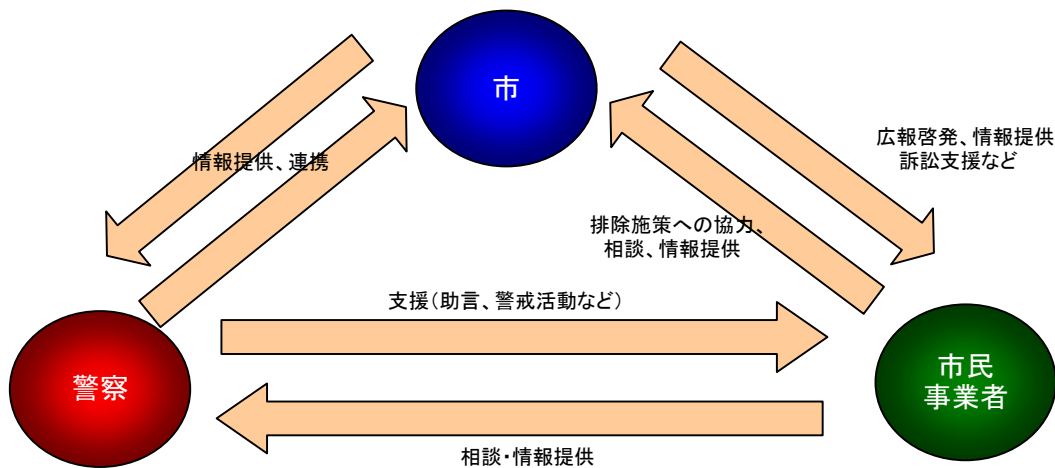 市
情報提供、連携
広報啓発、情報提供
訴訟支援など
排除施策への協力、
相談、情報提供
支援（助言、警戒活動など）
警察
市民
事業者
相談・情報提供